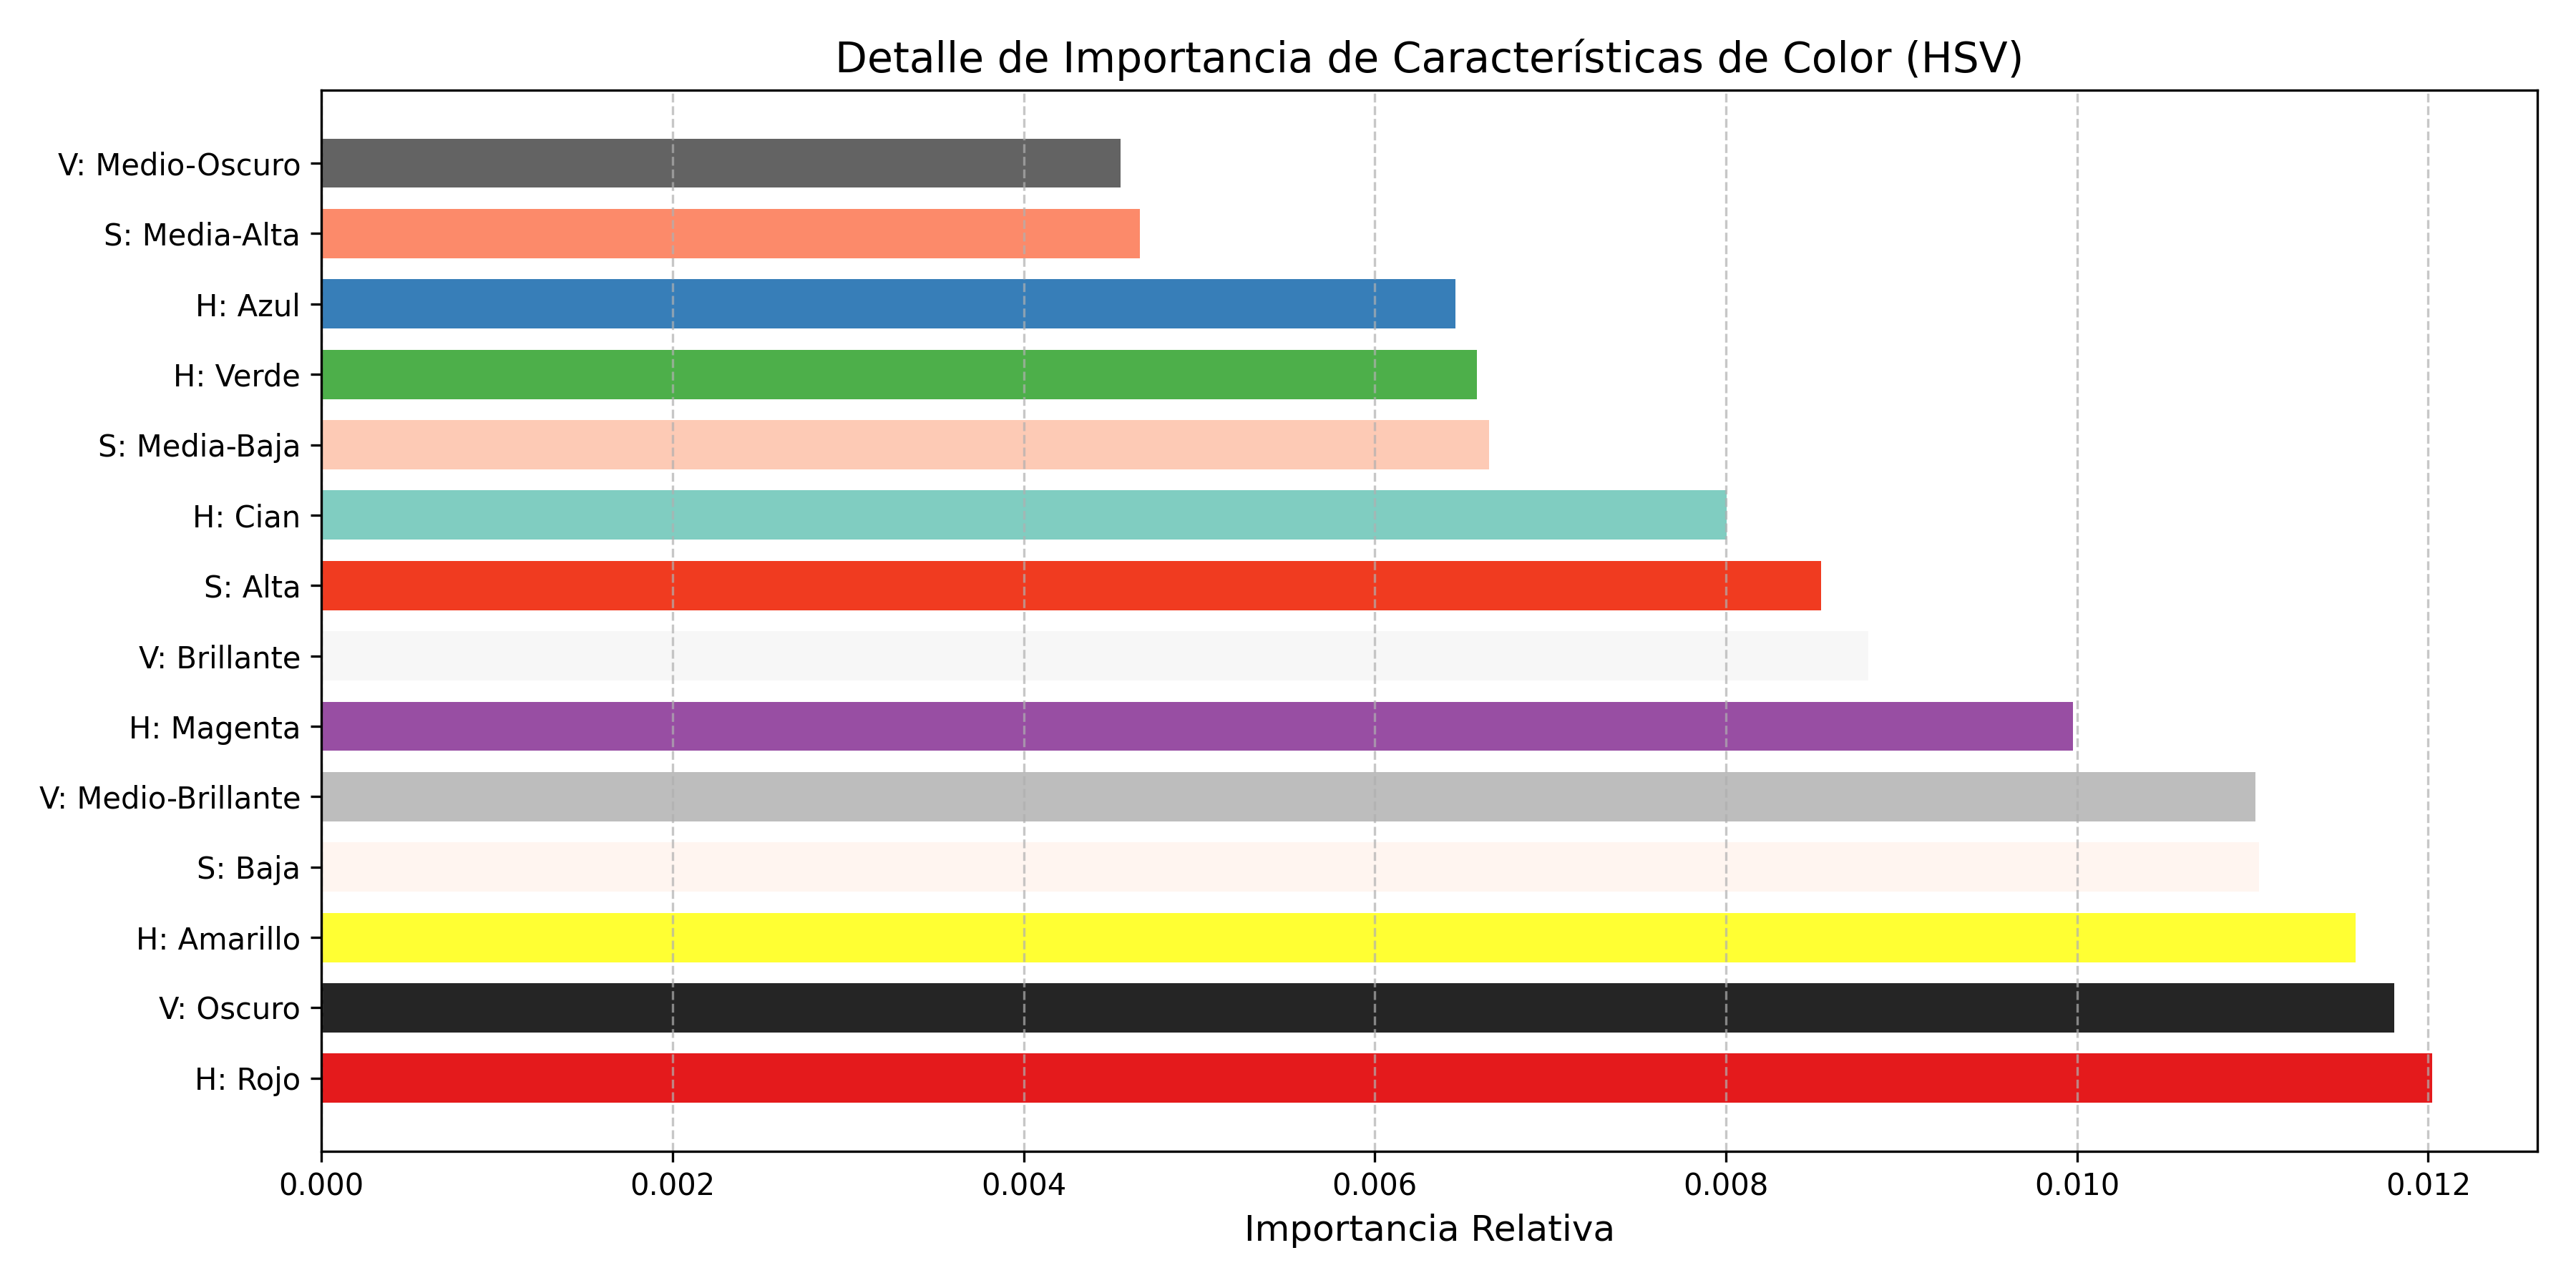 Detalle de Importancia de Características de Color (HSV)
V: Medio-Oscuro
S: Media-Alta
H: Azul
H: Verde
S: Media-Baja
H: Cian
S: Alta
V: Brillante
H: Magenta
V: Medio-Brillante
S: Baja
H: Amarillo
V: Oscuro
H: Rojo
0.000 0.002 0.004 0.006 0.008 0.010 0.012
Importancia Relativa